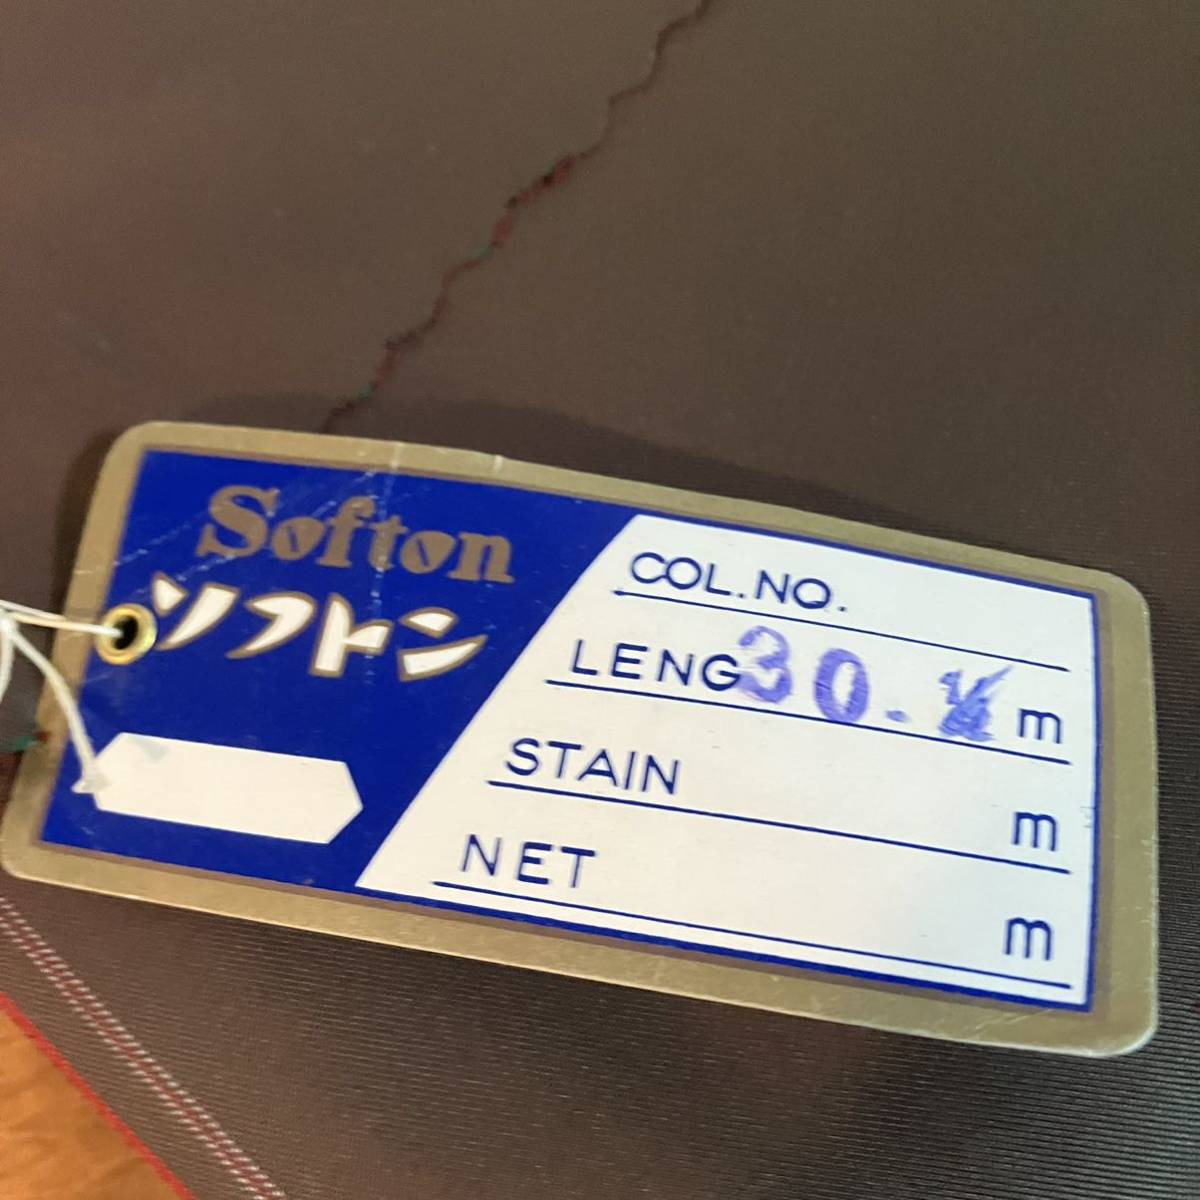 Softon
ソフトン
COL.NO.
LENG 30. m
STAIN m
NET m